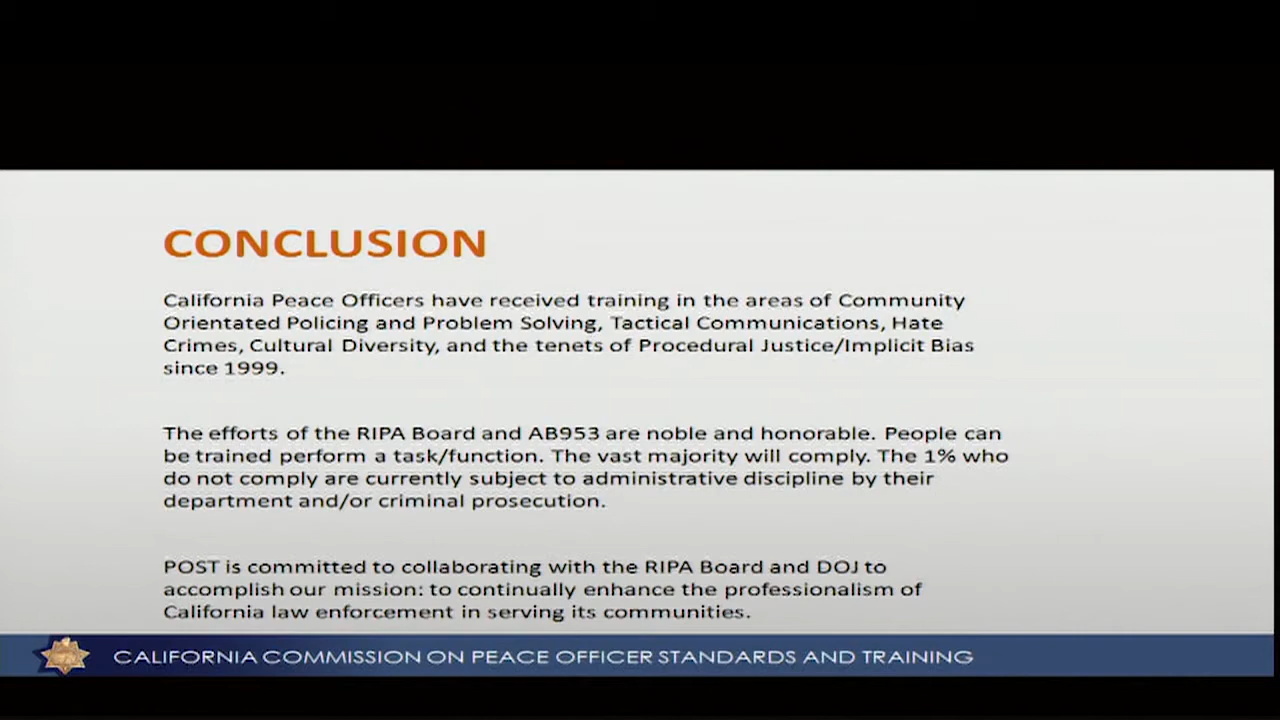 CONCLUSION
California Peace Officers have received training in the areas of Community
Orientated Policing and Problem Solving, Tactical Communications, Hate
Crimes, Cultural Diversity, and the tenets of Procedural Justice/Implicit Bias
since 1999.
The efforts of the RIPA Board and AB953 are noble and honorable. People can
be trained perform a task/function. The vast majority will comply. The 1% who
do not comply are currently subject to administrative discipline by their
department and/or criminal prosecution.
POST is committed to collaborating with the RIPA Board and DOJ to
accomplish our mission: to continually enhance the professionalism of
California law enforcement in serving its communities.
CALIFORNIA COMMISSION ON PEACE OFFICER STANDARDS AND TRAINING